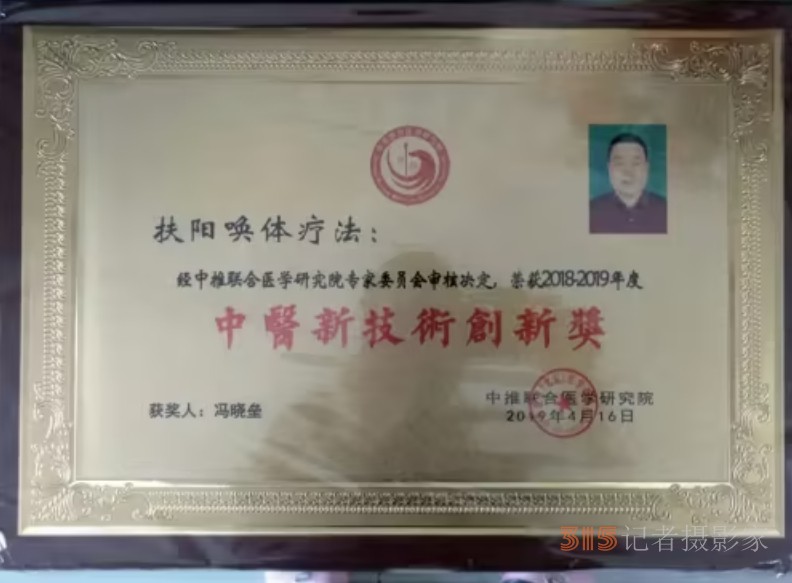 扶阳唤体疗法：
经中推联合医学研究院专家委员会审核决定，荣获2018-2019年度
中醫新技術創新獎
获奖人：冯晓垒
中推联合医学研究院
2019年4月16日
315记者摄影家